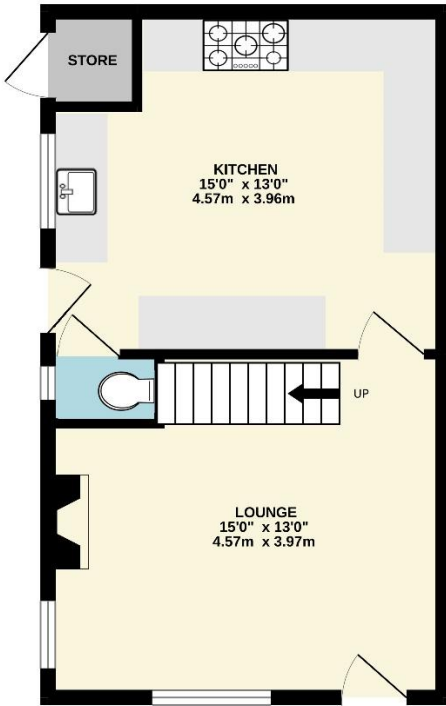 STORE
KITCHEN
15'0" x 13'0"
4.57m x 3.96m
UP
LOUNGE
15'0" x 13'0"
4.57m x 3.97m